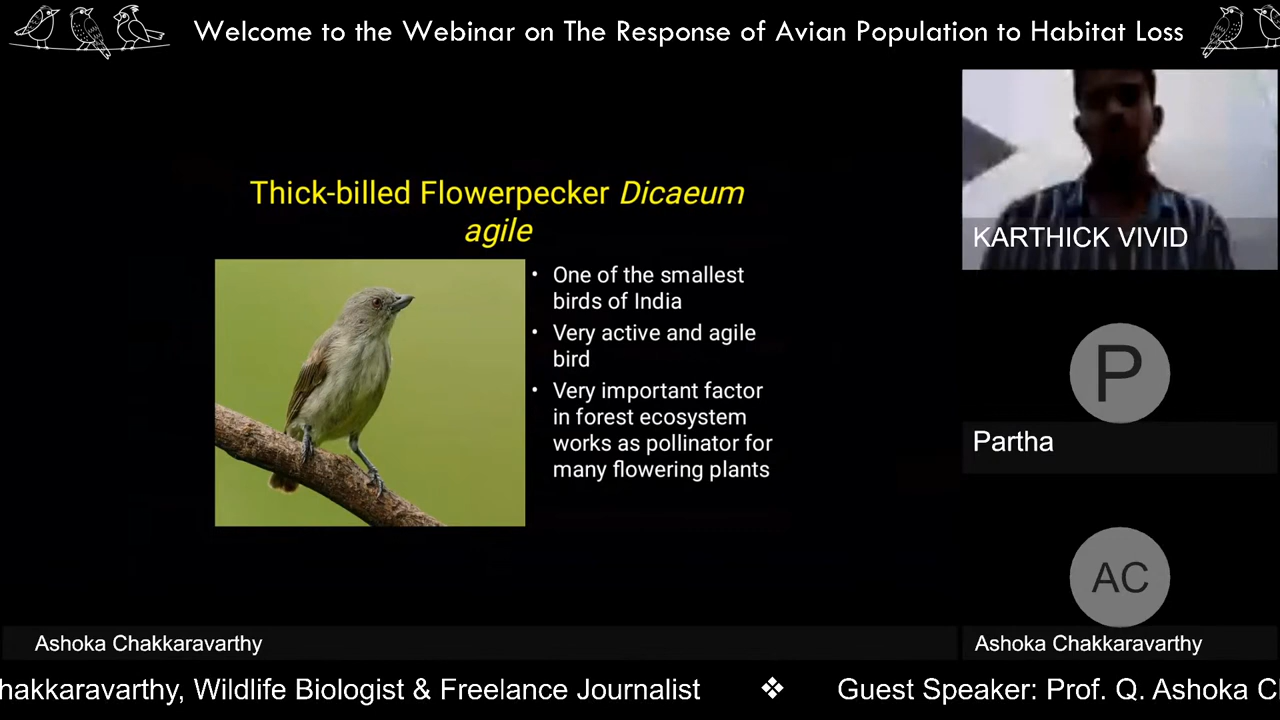 Welcome to the Webinar on The Response of Avian Population to Habitat Loss
Thick-billed Flowerpecker Dicaeum
agile
• One of the smallest
birds of India
• Very active and agile
bird
• Very important factor
in forest ecosystem
works as pollinator for
many flowering plants
KARTHICK VIVID
P
Partha
AC
Ashoka Chakkaravarthy
Ashoka Chakkaravarthy
hakkaravarthy, Wildlife Biologist & Freelance Journalist ❖ Guest Speaker: Prof. Q. Ashoka C